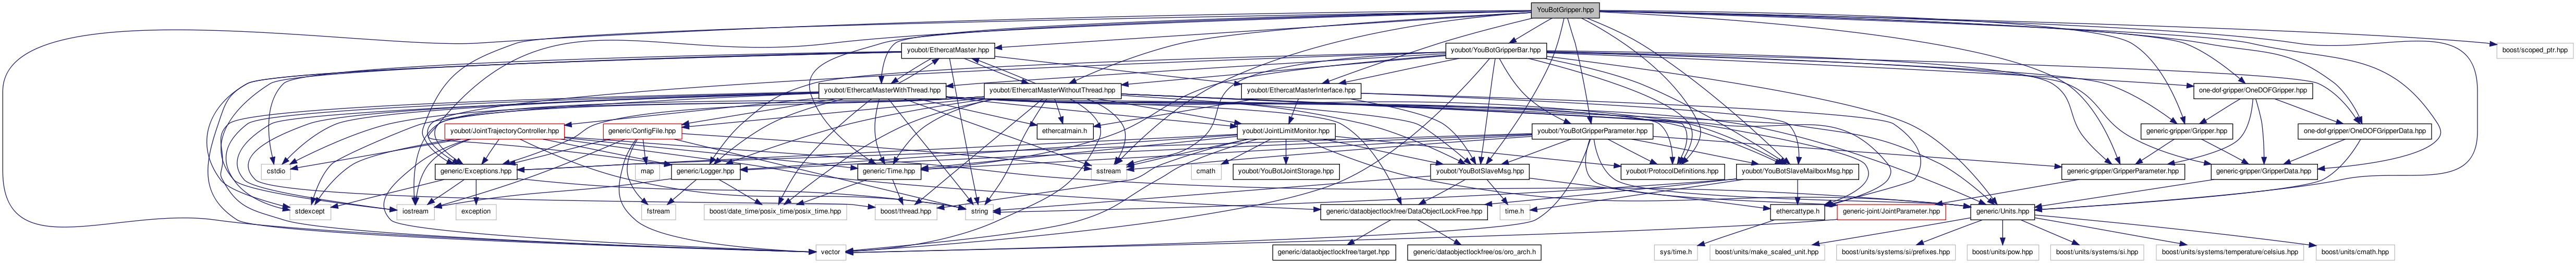 YouBotGripper.hpp
youbot/EthercatMaster.hpp
youbot/YouBotGripperBar.hpp
boost/scoped_ptr.hpp
youbot/EthercatMasterWithThread.hpp
youbot/EthercatMasterWithoutThread.hpp
youbot/EthercatMasterInterface.hpp
one-dof-gripper/OneDOFGripper.hpp
youbot/JointTrajectoryController.hpp
generic/ConfigFile.hpp
ethercatmain.h
youbot/JointLimitMonitor.hpp
youbot/YouBotGripperParameter.hpp
generic-gripper/Gripper.hpp
one-dof-gripper/OneDOFGripperData.hpp
cstdio
generic/Exceptions.hpp
map
generic/Logger.hpp
generic/Time.hpp
sstream
cmath
youbot/YouBotJointStorage.hpp
youbot/YouBotSlaveMsg.hpp
youbot/ProtocolDefinitions.hpp
youbot/YouBotSlaveMailboxMsg.hpp
generic-gripper/GripperParameter.hpp
generic-gripper/GripperData.hpp
stdexcept
iostream
exception
fstream
boost/date_time/posix_time/posix_time.hpp
boost/thread.hpp
string
generic/dataobjectlockfree/DataObjectLockFree.hpp
time.h
ethercattype.h
generic-joint/JointParameter.hpp
generic/Units.hpp
vector
generic/dataobjectlockfree/target.hpp
generic/dataobjectlockfree/os/oro_arch.h
sys/time.h
boost/units/make_scaled_unit.hpp
boost/units/systems/si/prefixes.hpp
boost/units/pow.hpp
boost/units/systems/si.hpp
boost/units/systems/temperature/celsius.hpp
boost/units/cmath.hpp